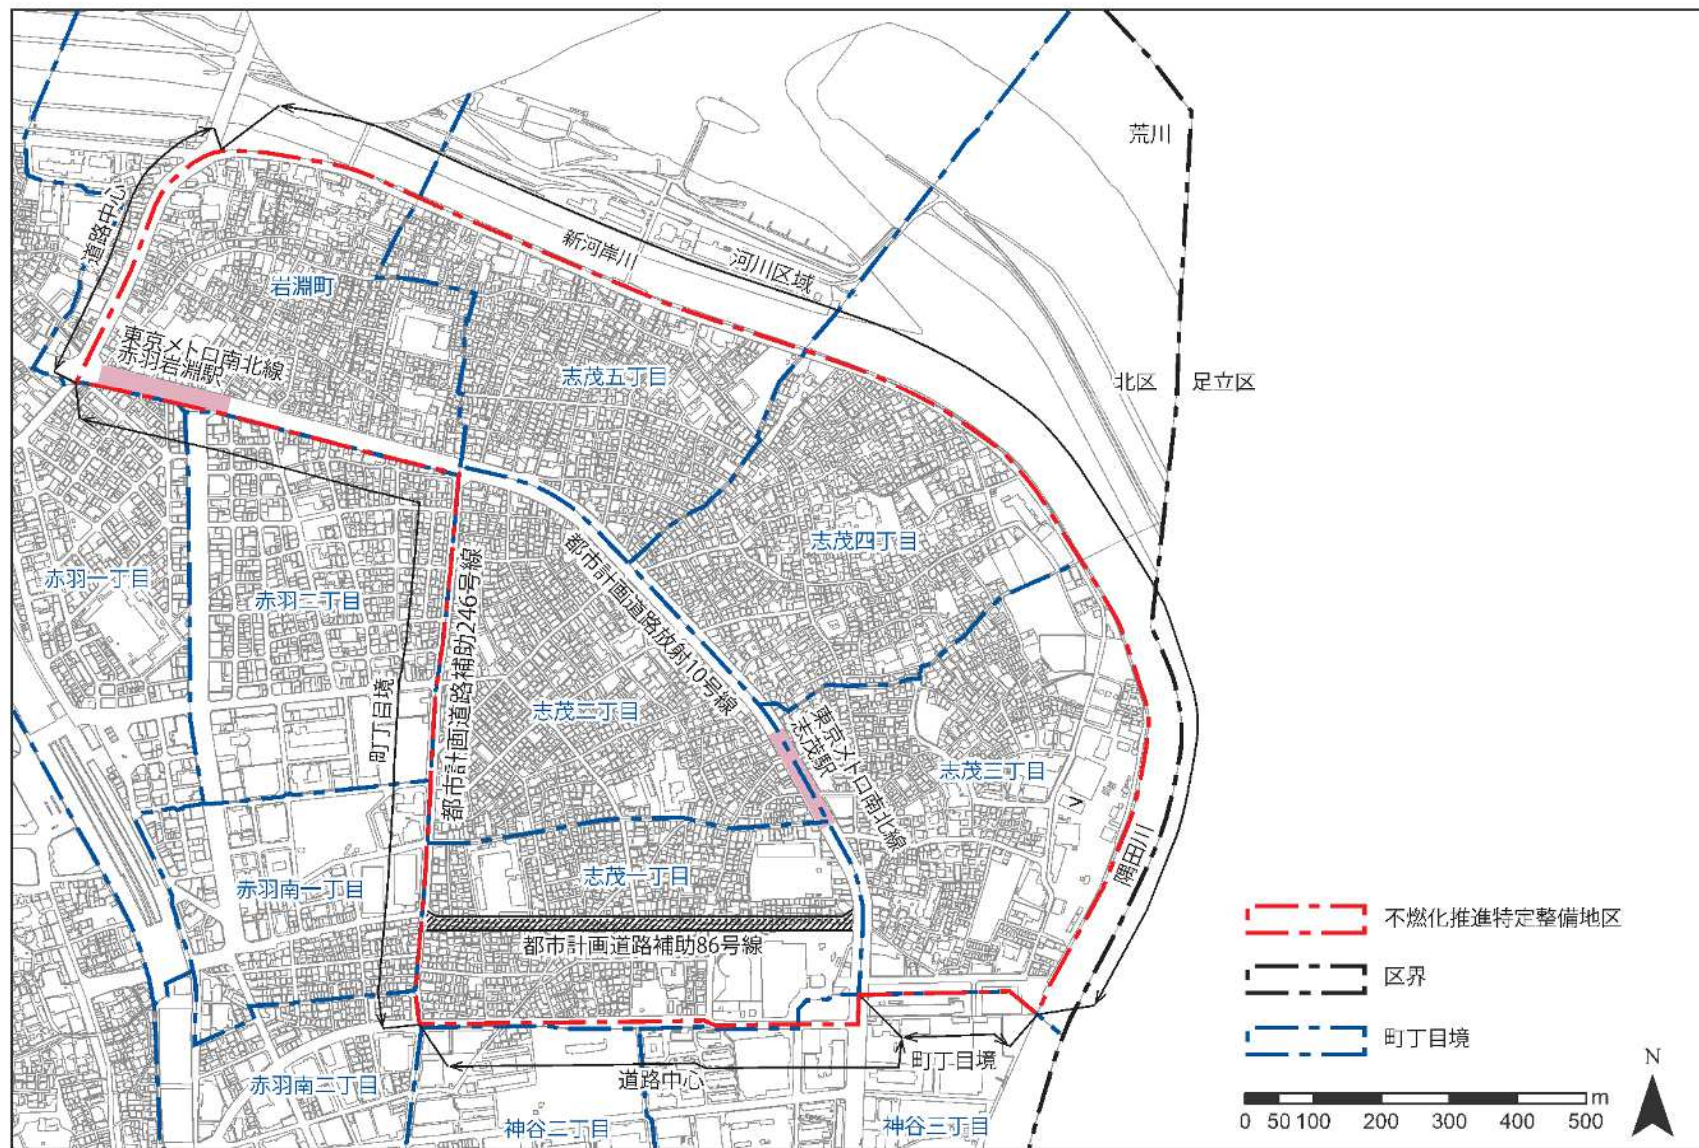 荒川
道路中心
新河岸川
河川区域
岩淵町
東京メトロ南北線
赤羽岩淵駅
志茂五丁目
北区
足立区
志茂四丁目
都市計画道路放射10号線
赤羽一丁目
赤羽二丁目
都市計画道路補助246号線
町丁目境
志茂二丁目
東京メトロ南北線
志茂駅
志茂三丁目
隅田川
志茂一丁目
赤羽南一丁目
都市計画道路補助86号線
町丁目境
道路中心
赤羽南二丁目
神谷二丁目
神谷三丁目
不燃化推進特定整備地区
区界
町丁目境
N
0 50 100 200 300 400 500 m